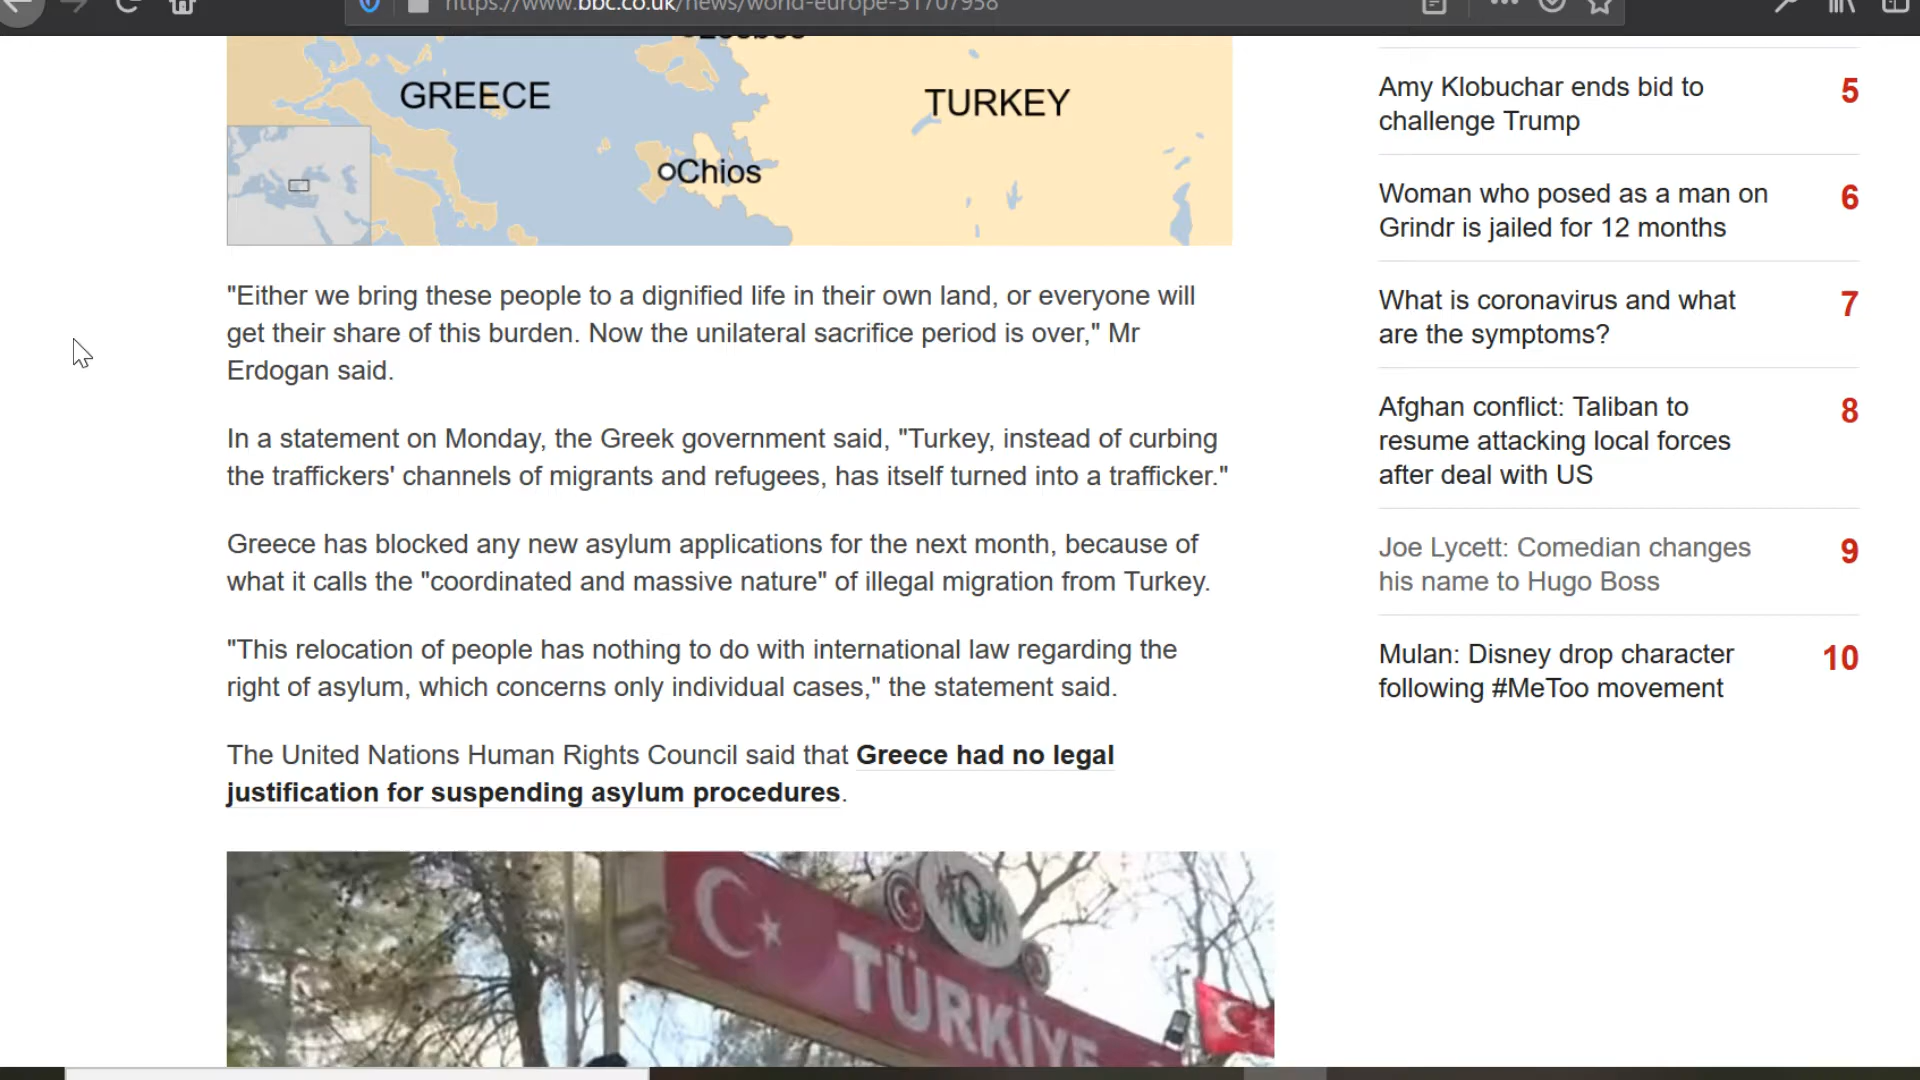 https://www.bbc.co.uk/news/world-europe-51707958
GREECE
TURKEY
Chios
"Either we bring these people to a dignified life in their own land, or everyone will
get their share of this burden. Now the unilateral sacrifice period is over," Mr
Erdogan said.
In a statement on Monday, the Greek government said, "Turkey, instead of curbing
the traffickers' channels of migrants and refugees, has itself turned into a trafficker."
Greece has blocked any new asylum applications for the next month, because of
what it calls the "coordinated and massive nature" of illegal migration from Turkey.
"This relocation of people has nothing to do with international law regarding the
right of asylum, which concerns only individual cases," the statement said.
The United Nations Human Rights Council said that Greece had no legal
justification for suspending asylum procedures.
TÜRKİYE
Amy Klobuchar ends bid to
challenge Trump
5
Woman who posed as a man on
Grindr is jailed for 12 months
6
What is coronavirus and what
are the symptoms?
7
Afghan conflict: Taliban to
resume attacking local forces
after deal with US
8
Joe Lycett: Comedian changes
his name to Hugo Boss
9
Mulan: Disney drop character
following #MeToo movement
10